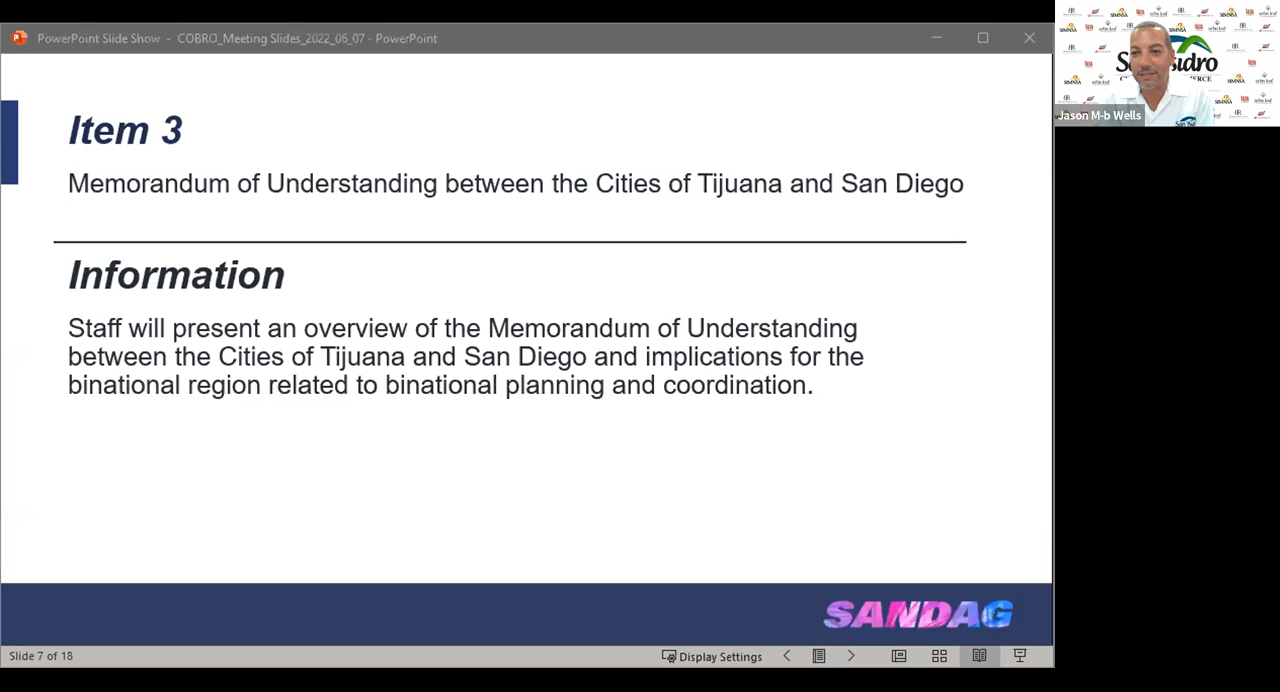 PowerPoint Slide Show - COBRO_Meeting Slides_2022_06_07 - PowerPoint
Item 3
Memorandum of Understanding between the Cities of Tijuana and San Diego
Information
Staff will present an overview of the Memorandum of Understanding
between the Cities of Tijuana and San Diego and implications for the
binational region related to binational planning and coordination.
SANDAG
Slide 7 of 18
Display Settings
Jason M-b Wells